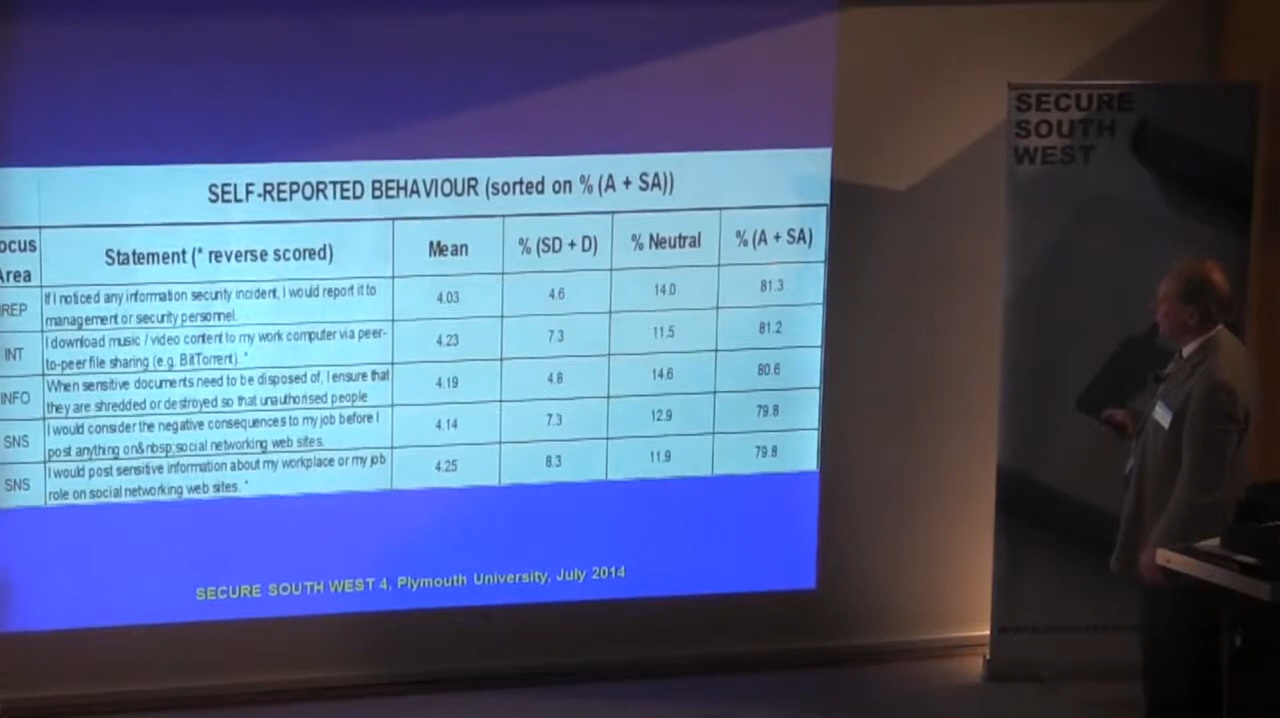 SECURE
SOUTH
WEST
SELF-REPORTED BEHAVIOUR (sorted on % (A + SA))
ocus
Area
Statement (* reverse scored)
Mean
% (SD + D)
% Neutral
% (A + SA)
IREP
If I noticed any information security incident, I would report it to
management or security personnel.
4.03
4.6
14.0
81.3
INT
I download music / video content to my work computer via peer-
to-peer file sharing (e.g. BitTorrent). *
4.23
7.3
11.5
81.2
INFO
When sensitive documents need to be disposed of, I ensure that
they are shredded or destroyed so that unauthorised people
4.19
4.8
14.6
80.6
SNS
I would consider the negative consequences to my job before I
post anything on&nbsp;social networking web sites.
4.14
7.3
12.9
79.8
SNS
I would post sensitive information about my workplace or my job
role on social networking web sites. *
4.25
8.3
11.9
79.8
SECURE SOUTH WEST 4, Plymouth University, July 2014